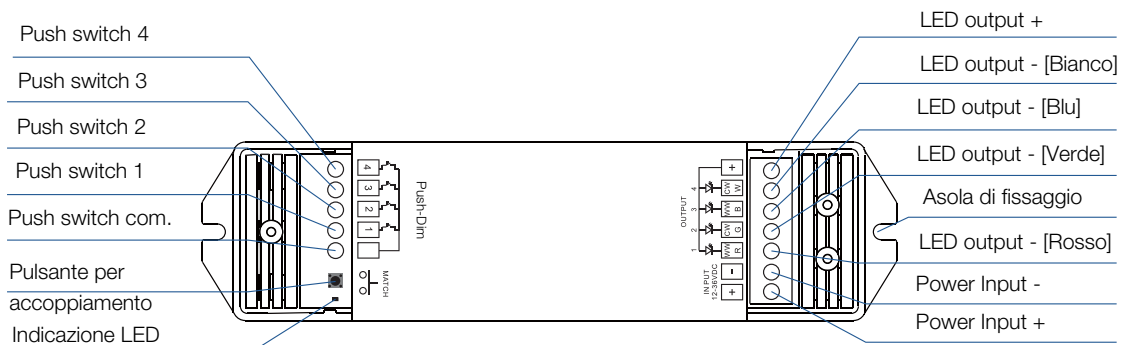 Push switch 4
Push switch 3
Push switch 2
Push switch 1
Push switch com.
Pulsante per
accoppiamento
Indicazione LED
4
3
2
1
Push-Dim
MATCH
OUTPUT
4
3
2
1
+
CW W
WW B
CW G
WW R
INPUT
12-36VDC
-
+
LED output +
LED output - [Bianco]
LED output - [Blu]
LED output - [Verde]
Asola di fissaggio
LED output - [Rosso]
Power Input -
Power Input +